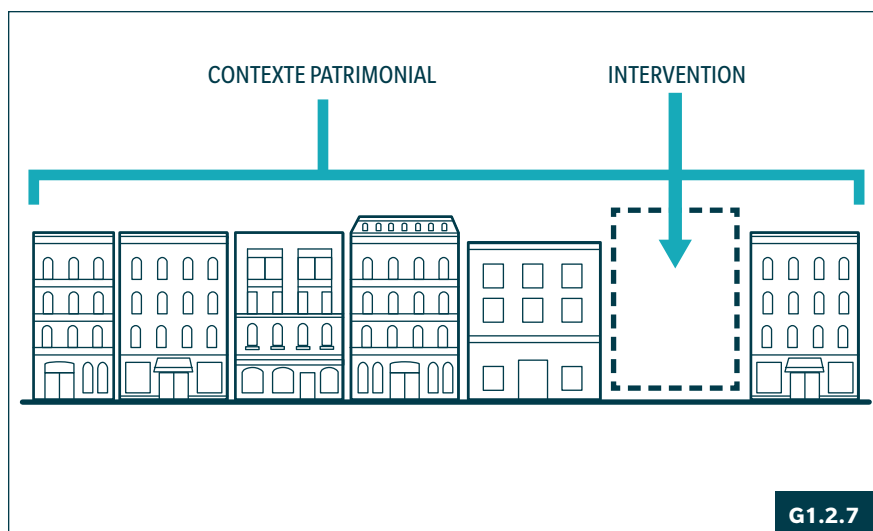 CONTEXTE PATRIMONIAL
INTERVENTION
G1.2.7